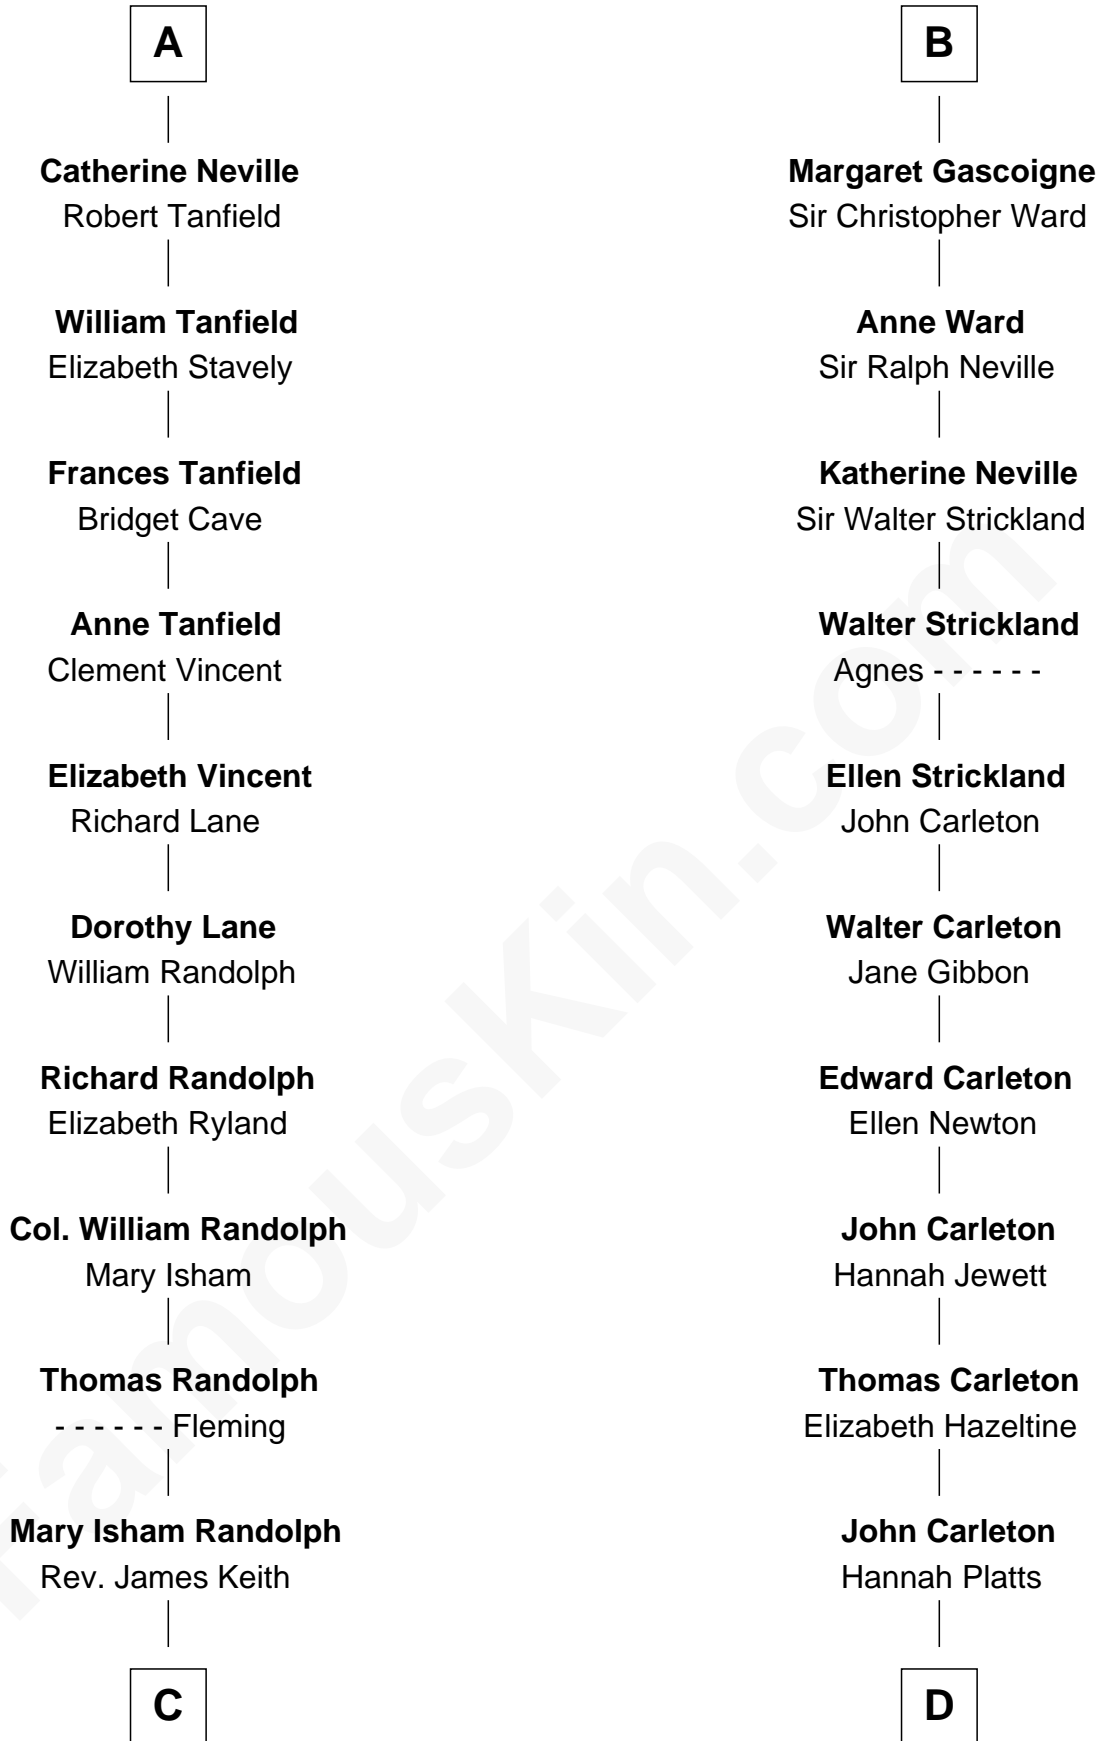 A
Catherine Neville
Robert Tanfield
William Tanfield
Elizabeth Stavely
Frances Tanfield
Bridget Cave
Anne Tanfield
Clement Vincent
Elizabeth Vincent
Richard Lane
Dorothy Lane
William Randolph
Richard Randolph
Elizabeth Ryland
Col. William Randolph
Mary Isham
Thomas Randolph
- - - - - - Fleming
Mary Isham Randolph
Rev. James Keith
C
B
Margaret Gascoigne
Sir Christopher Ward
Anne Ward
Sir Ralph Neville
Katherine Neville
Sir Walter Strickland
Walter Strickland
Agnes - - - - - -
Ellen Strickland
John Carleton
Walter Carleton
Jane Gibbon
Edward Carleton
Ellen Newton
John Carleton
Hannah Jewett
Thomas Carleton
Elizabeth Hazeltine
John Carleton
Hannah Platts
D
FamousKin.com